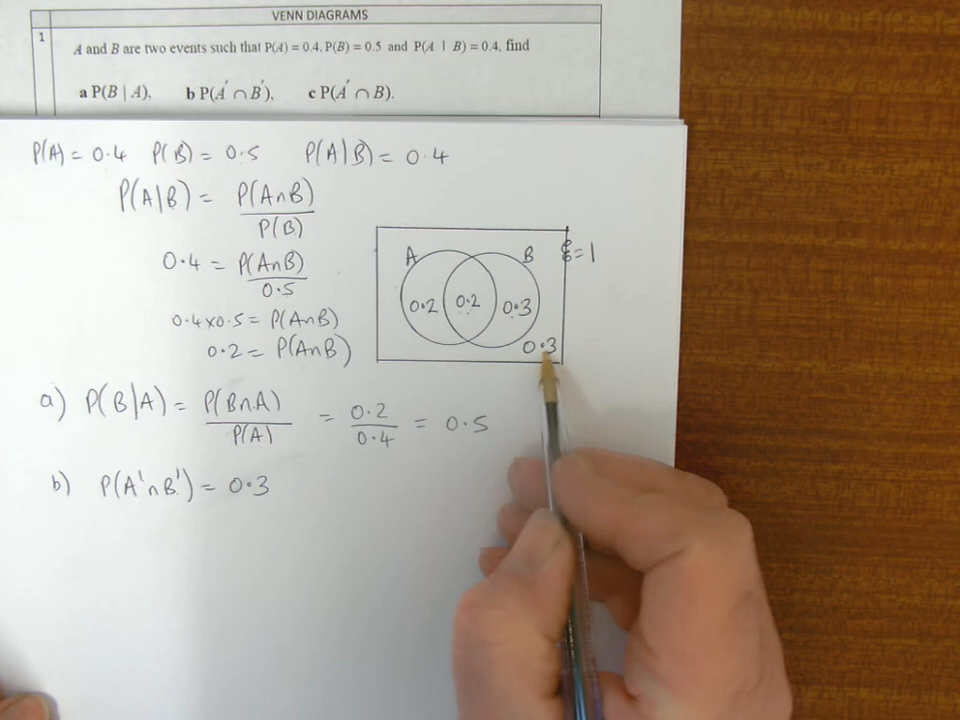 VENN DIAGRAMS
1
A and B are two events such that P(A) = 0.4, P(B) = 0.5 and P(A | B) = 0.4, find
a P(B | A), b P(A' ∩ B'), c P(A' ∩ B).
P(A) = 0.4 P(B) = 0.5 P(A|B) = 0.4
P(A|B) = P(A∩B)
P(B)
0.4 = P(A∩B)
0.5
0.4×0.5 = P(A∩B)
0.2 = P(A∩B)
A B ξ=1
0.2 0.2 0.3
0.3
a) P(B|A) = P(B∩A) = 0.2 = 0.5
P(A) 0.4
b) P(A'∩B') = 0.3